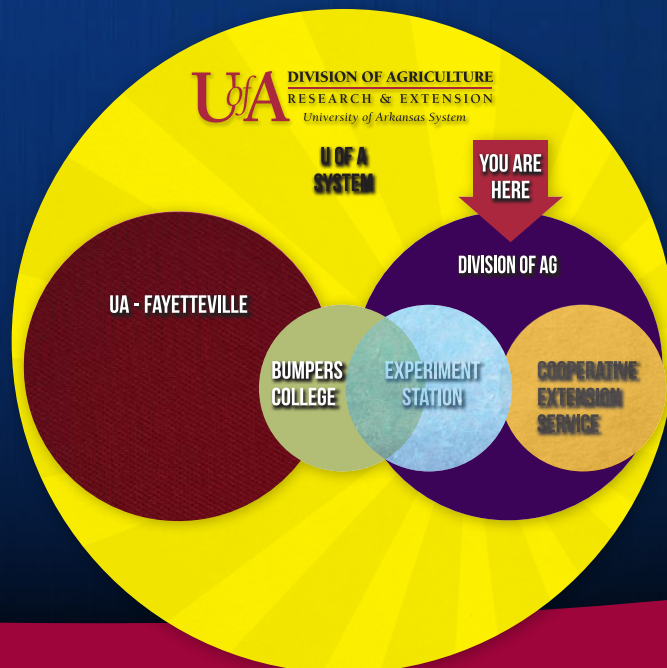 UofA DIVISION OF AGRICULTURE
RESEARCH & EXTENSION
University of Arkansas System
U OF A
SYSTEM
YOU ARE
HERE
DIVISION OF AG
UA - FAYETTEVILLE
BUMPERS
COLLEGE
EXPERIMENT
STATION
COOPERATIVE
EXTENSION
SERVICE